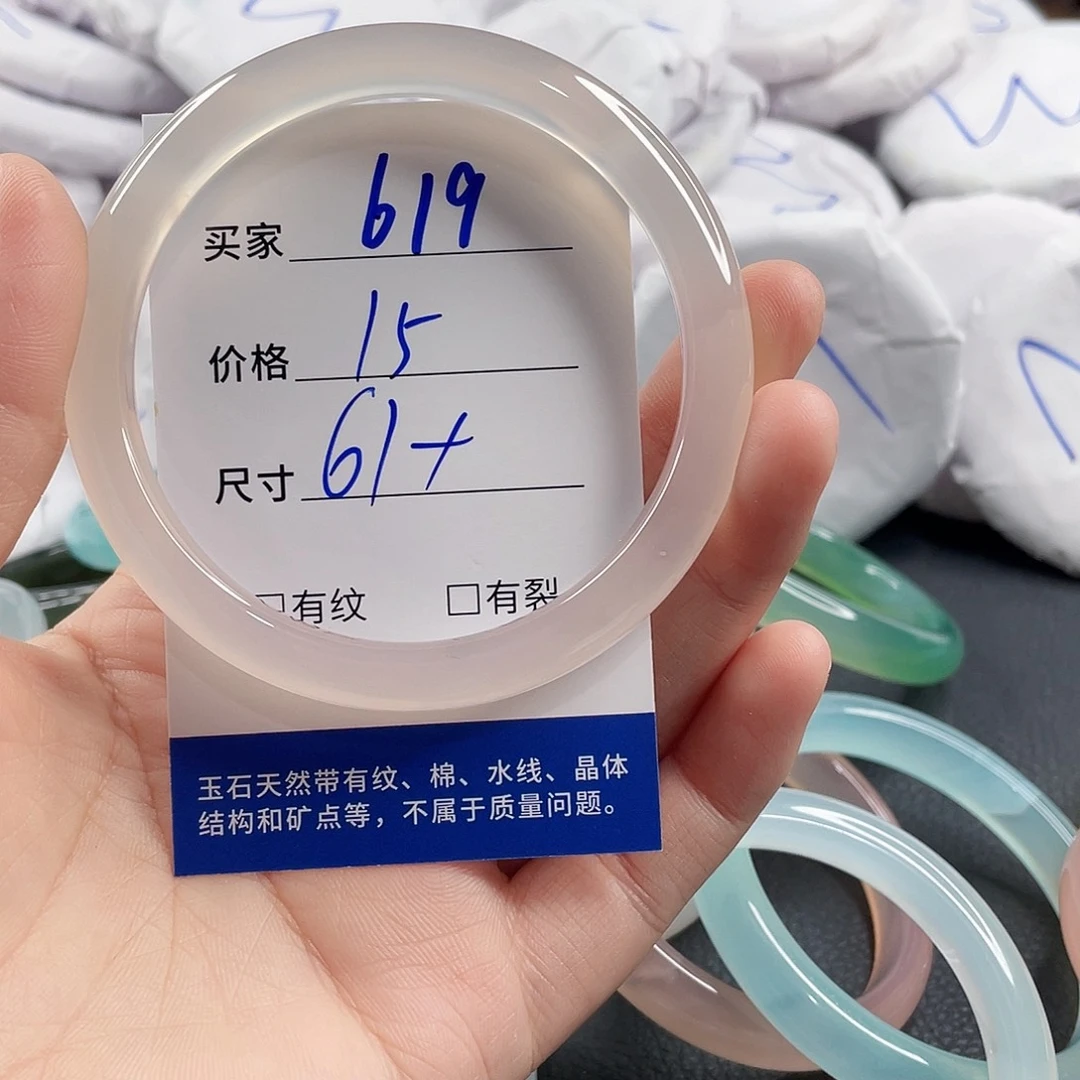 买家 619
价格 15
尺寸 61+
□有纹 □有裂
玉石天然带有纹、棉、水线、晶体
结构和矿点等，不属于质量问题。